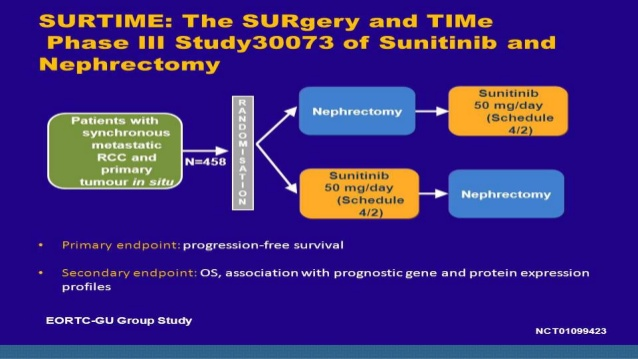 SURTIME: The SURgery and TIMe
Phase III Study30073 of Sunitinib and
Nephrectomy
Patients with
synchronous
metastatic
RCC and
primary
tumour in situ
N=458
RANDOMISATION
Nephrectomy
Sunitinib
50 mg/day
(Schedule
4/2)
Sunitinib
50 mg/day
(Schedule
4/2)
Nephrectomy
• Primary endpoint: progression-free survival
• Secondary endpoint: OS, association with prognostic gene and protein expression
profiles
EORTC-GU Group Study
NCT01099423